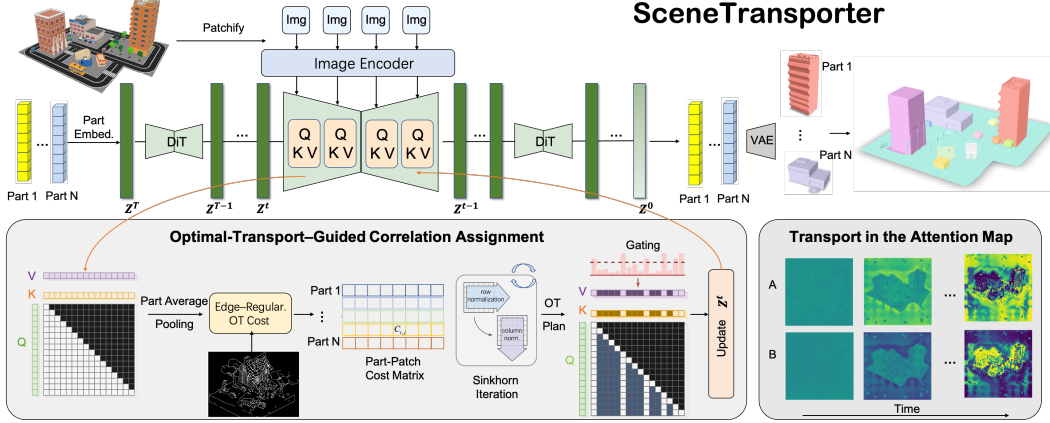 SceneTransporter
Patchify
Img Img Img Img
Image Encoder
Part 1
Part
Embed.
DiT
...
Q Q Q Q
K V K V K V K V
...
DiT
...
VAE
Part N
Part 1 Part N
Z^T Z^{T-1} Z^t Z^{t-1} Z^0
Part 1 Part N
Optimal-Transport–Guided Correlation Assignment
V
K
Q
Part Average
Pooling
Edge–Regular.
OT Cost
Part 1
C_{i,j}
Part N
Part-Patch
Cost Matrix
row
normalization
column
norm.
Sinkhorn
Iteration
OT
Plan
Gating
V
K
Q
Update Z^t
Transport in the Attention Map
A
...
B
...
Time